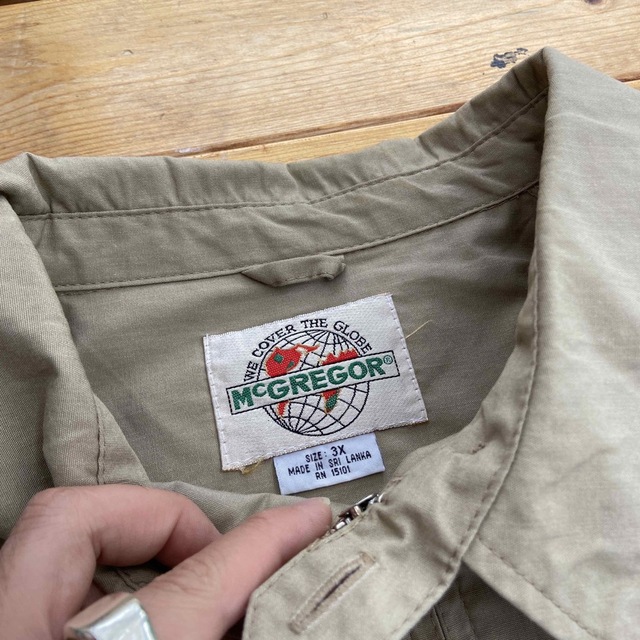 WE COVER THE GLOBE
McGREGOR®
SIZE: 3X
MADE IN SRI LANKA
RN 15101